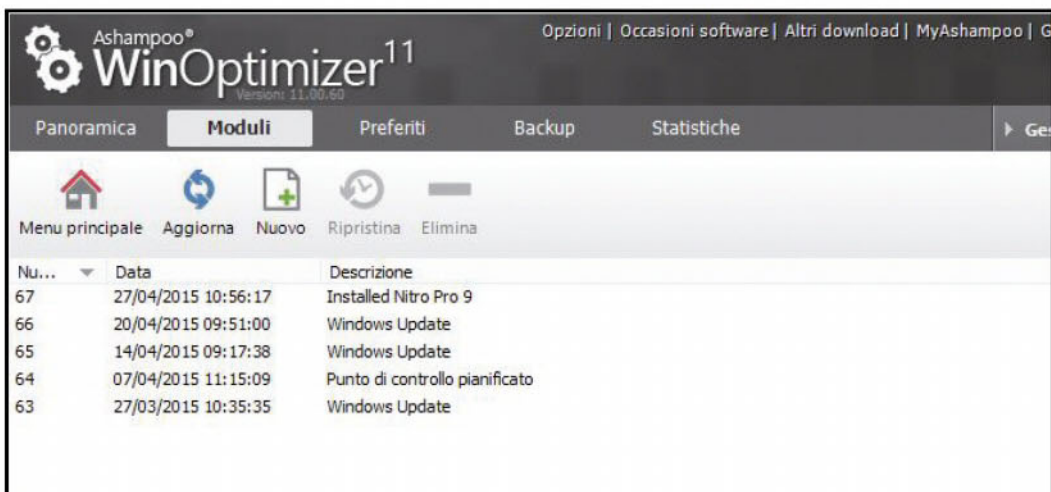 Ashampoo®
WinOptimizer 11
Version: 11.00.60
Opzioni | Occasioni software | Altri download | MyAshampoo | G
Panoramica Moduli Preferiti Backup Statistiche Ges
Menu principale Aggiorna Nuovo Ripristina Elimina
Nu... Data Descrizione
67 27/04/2015 10:56:17 Installed Nitro Pro 9
66 20/04/2015 09:51:00 Windows Update
65 14/04/2015 09:17:38 Windows Update
64 07/04/2015 11:15:09 Punto di controllo pianificato
63 27/03/2015 10:35:35 Windows Update